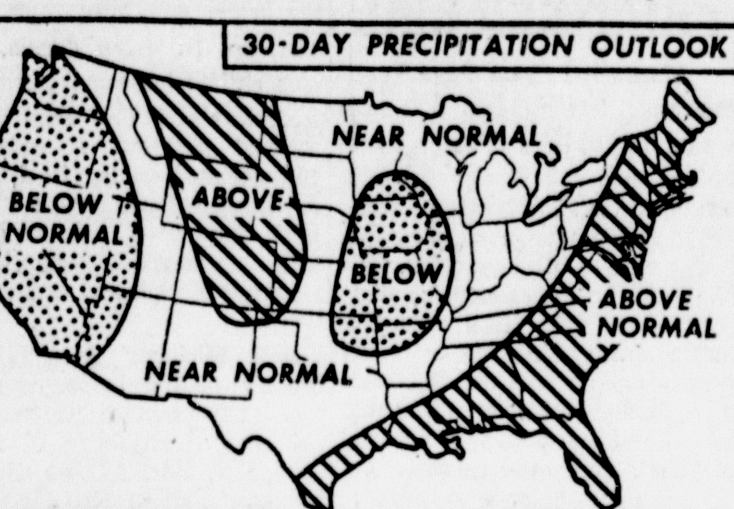 30-DAY PRECIPITATION OUTLOOK
NEAR NORMAL
BELOW
NORMAL
ABOVE
BELOW
ABOVE
NORMAL
NEAR NORMAL